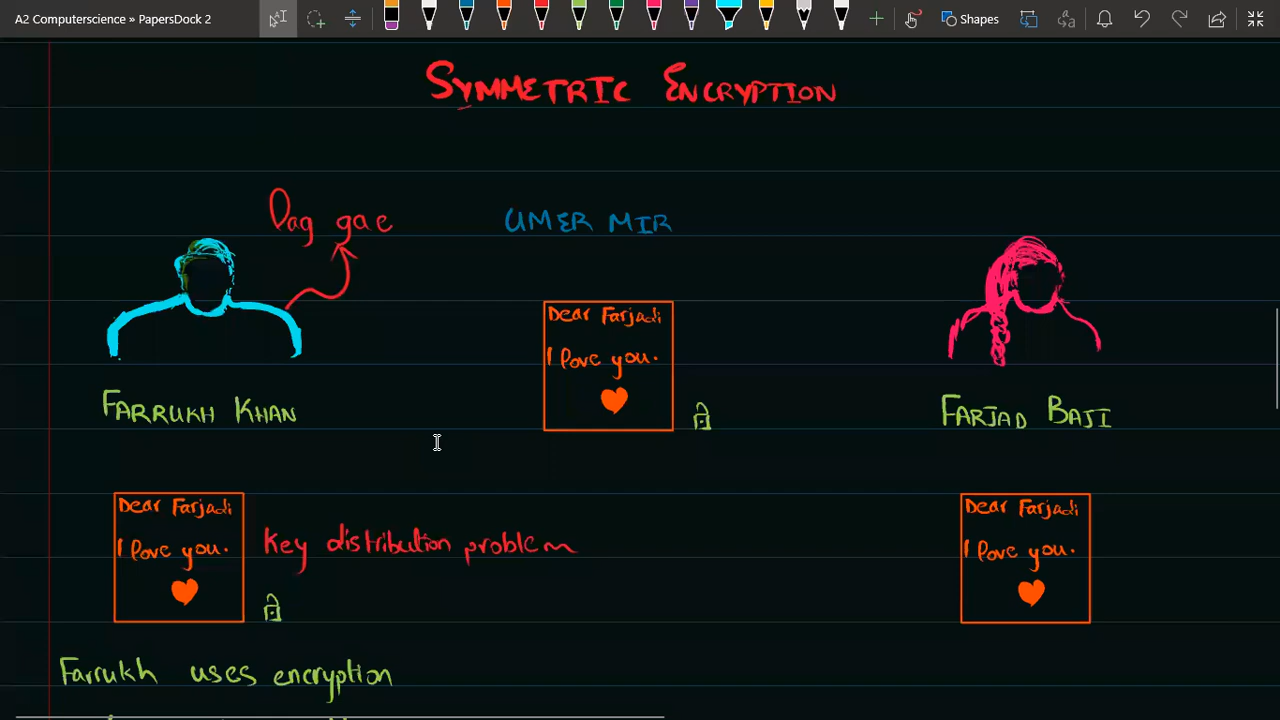 A2 Computerscience » PapersDock 2
Shapes
SYMMETRIC ENCRYPTION
Lag gae
UMER MIR
Dear Farjadi
I love you.
FARRUKH KHAN
FARJAD BAJI
Dear Farjadi
I love you.
Key distribution problem
Dear Farjadi
I love you.
Farrukh uses encryption